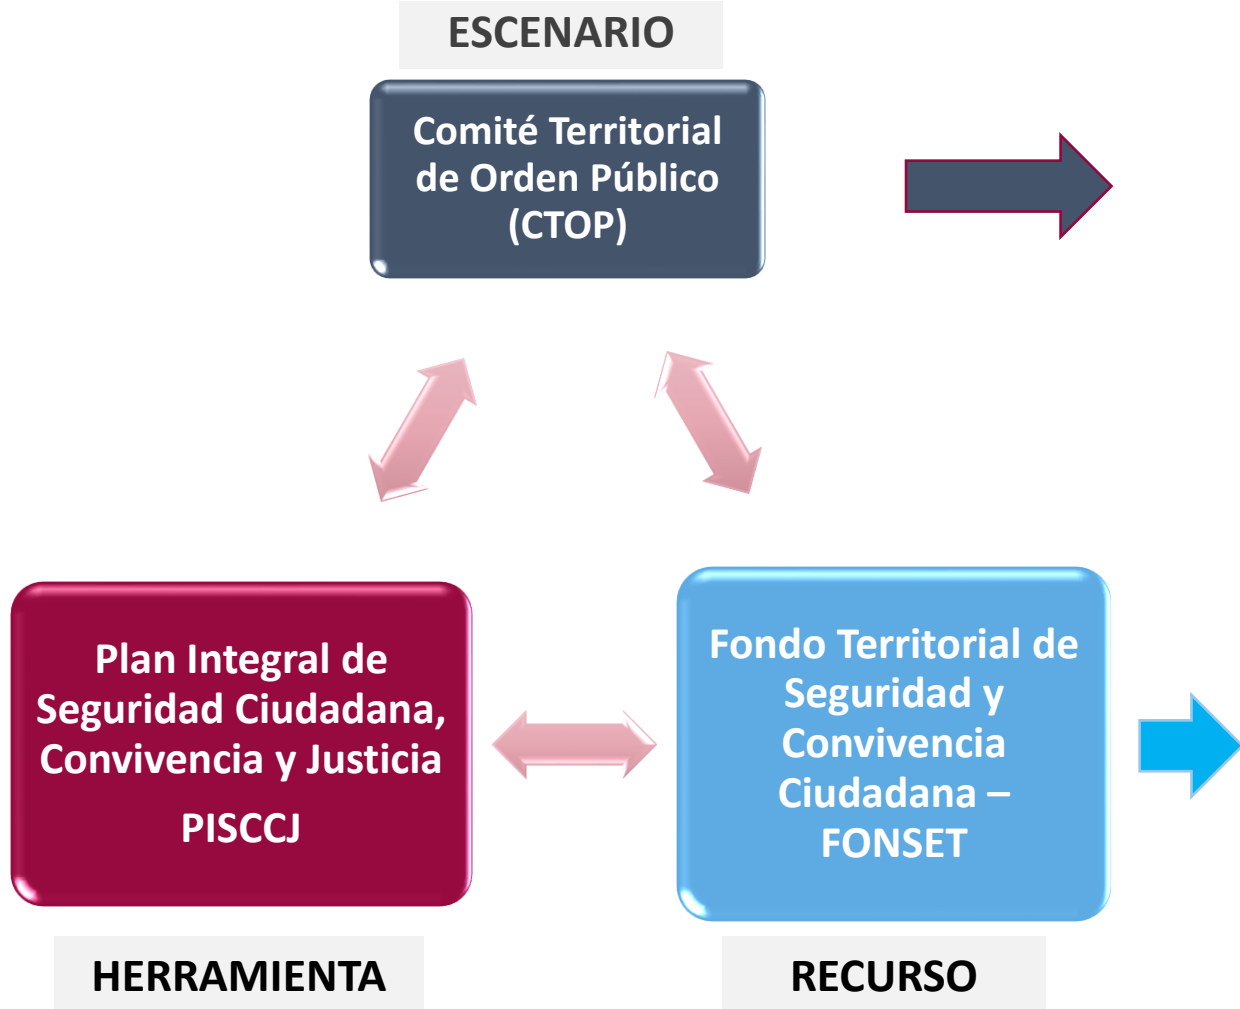 ESCENARIO
Comité Territorial
de Orden Público
(CTOP)
Plan Integral de
Seguridad Ciudadana,
Convivencia y Justicia
PISCCJ
HERRAMIENTA
Fondo Territorial de
Seguridad y
Convivencia
Ciudadana –
FONSET
RECURSO